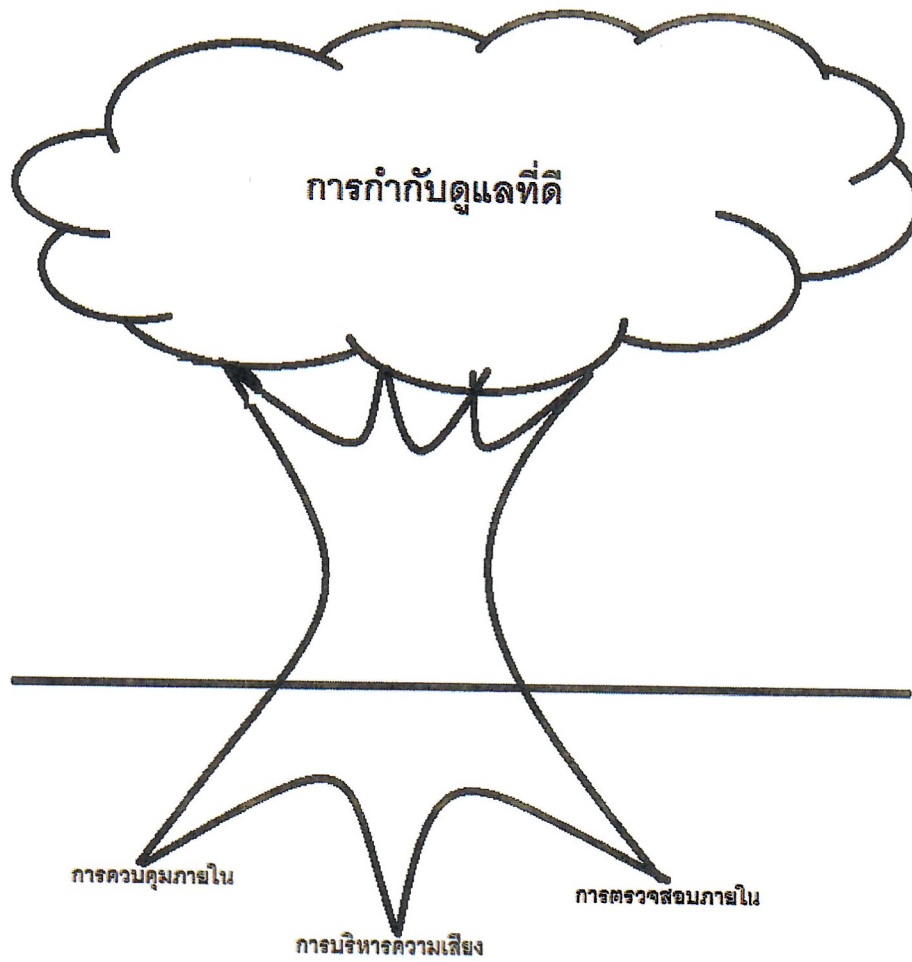 การกำกับดูแลที่ดี
การควบคุมภายใน
การตรวจสอบภายใน
การบริหารความเสี่ยง